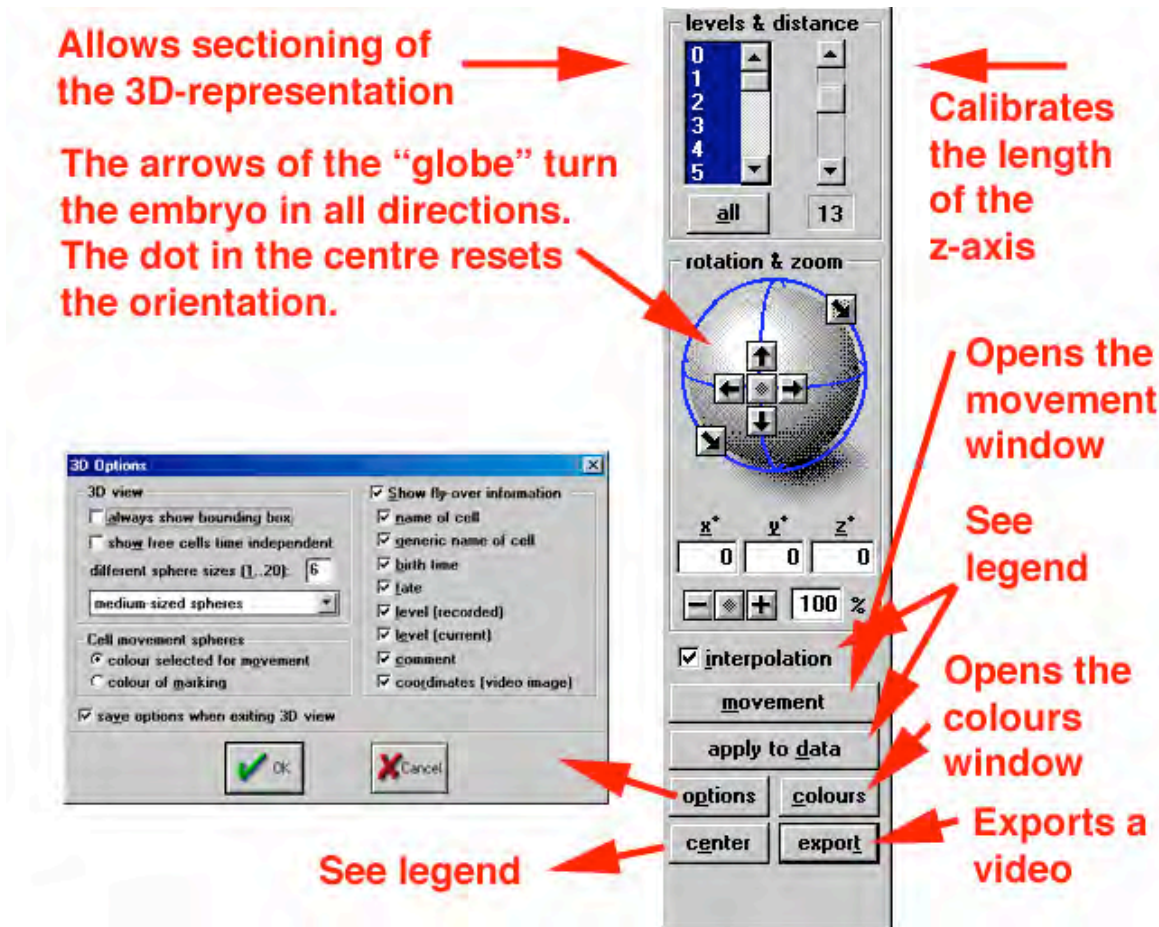 Allows sectioning of
the 3D-representation
The arrows of the “globe” turn
the embryo in all directions.
The dot in the centre resets
the orientation.
levels & distance
0
1
2
3
4
5
all
13
Calibrates
the length
of the
z-axis
rotation & zoom
x°
y°
z°
0
0
0
100 %
interpolation
movement
apply to data
options
colours
center
export
Opens the
movement
window
See
legend
Opens the
colours
window
Exports a
video
See legend
3D Options
3D view
always show bounding box
show free cells time independent
different sphere sizes (1..20): 6
medium-sized spheres
Cell movement spheres
colour selected for movement
colour of marking
save options when exiting 3D view
Show fly-over information
name of cell
generic name of cell
birth time
fate
level (recorded)
level (current)
comment
coordinates (video image)
OK
Cancel